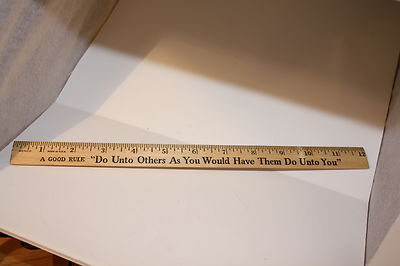 1 2 3 4 5 6 7 8 9 10 11 12
A GOOD RULE "Do Unto Others As You Would Have Them Do Unto You"